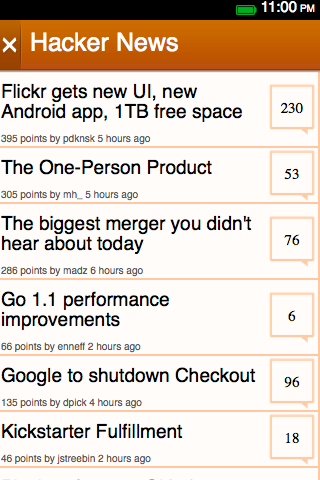 11:00 PM
Hacker News
Flickr gets new UI, new
Android app, 1TB free space
230
395 points by pdknsk 5 hours ago
The One-Person Product
53
305 points by mh_ 5 hours ago
The biggest merger you didn't
hear about today
76
286 points by madz 6 hours ago
Go 1.1 performance
improvements
6
66 points by enneff 2 hours ago
Google to shutdown Checkout
96
135 points by dpick 4 hours ago
Kickstarter Fulfillment
18
46 points by jstreebin 2 hours ago